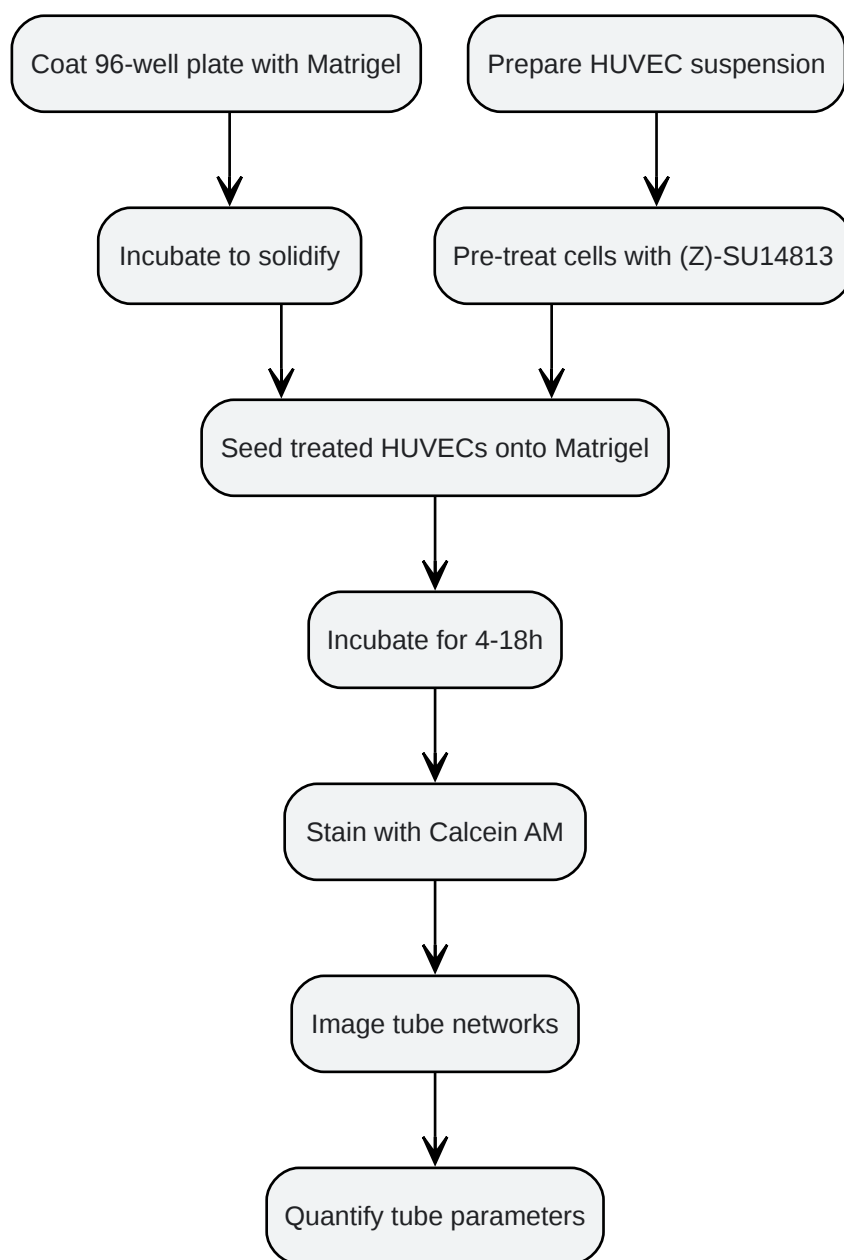 Coat 96-well plate with Matrigel
Prepare HUVEC suspension
Incubate to solidify
Pre-treat cells with (Z)-SU14813
Seed treated HUVECs onto Matrigel
Incubate for 4-18h
Stain with Calcein AM
Image tube networks
Quantify tube parameters